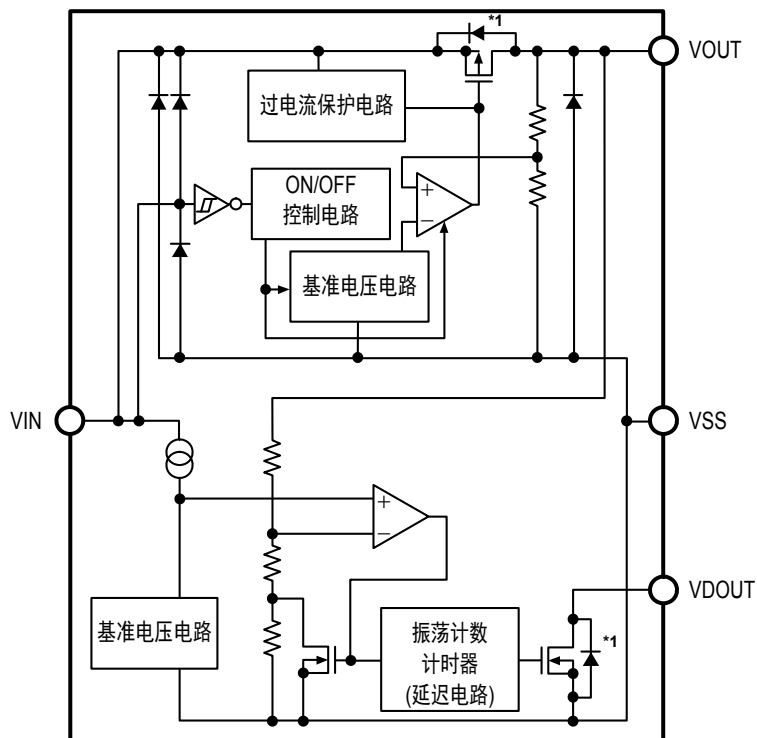 *1
VOUT
过电流保护电路
ON/OFF
控制电路
+
−
基准电压电路
VIN
VSS
+
−
VDOUT
基准电压电路
振荡计数
计时器
(延迟电路)
*1